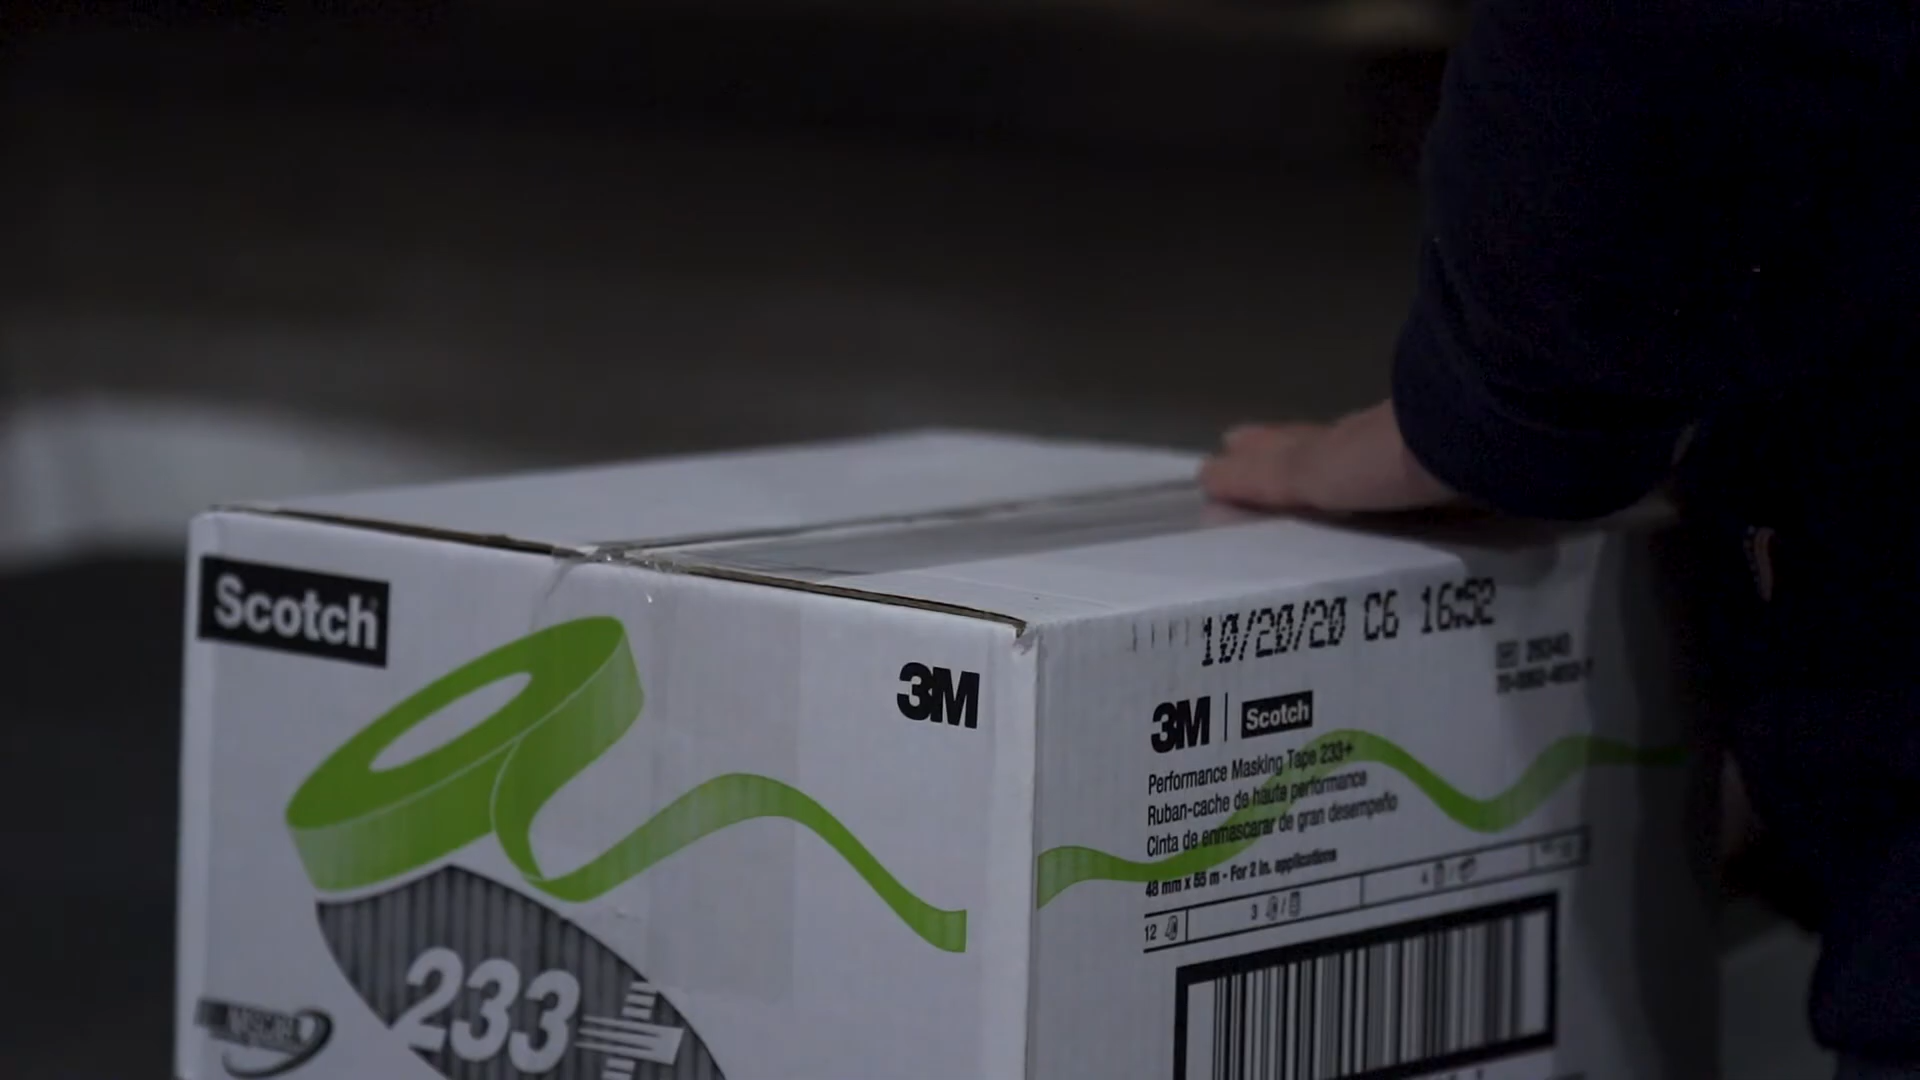 Scotch
3M
233+
NASCAR
10/20/20 C6 16:52
3M | Scotch
Performance Masking Tape 233+
Ruban-cache de haute performance
Cinta de enmascarar de gran desempeño
48 mm x 55 m - For 2 in. applications
12
3 /
4 /